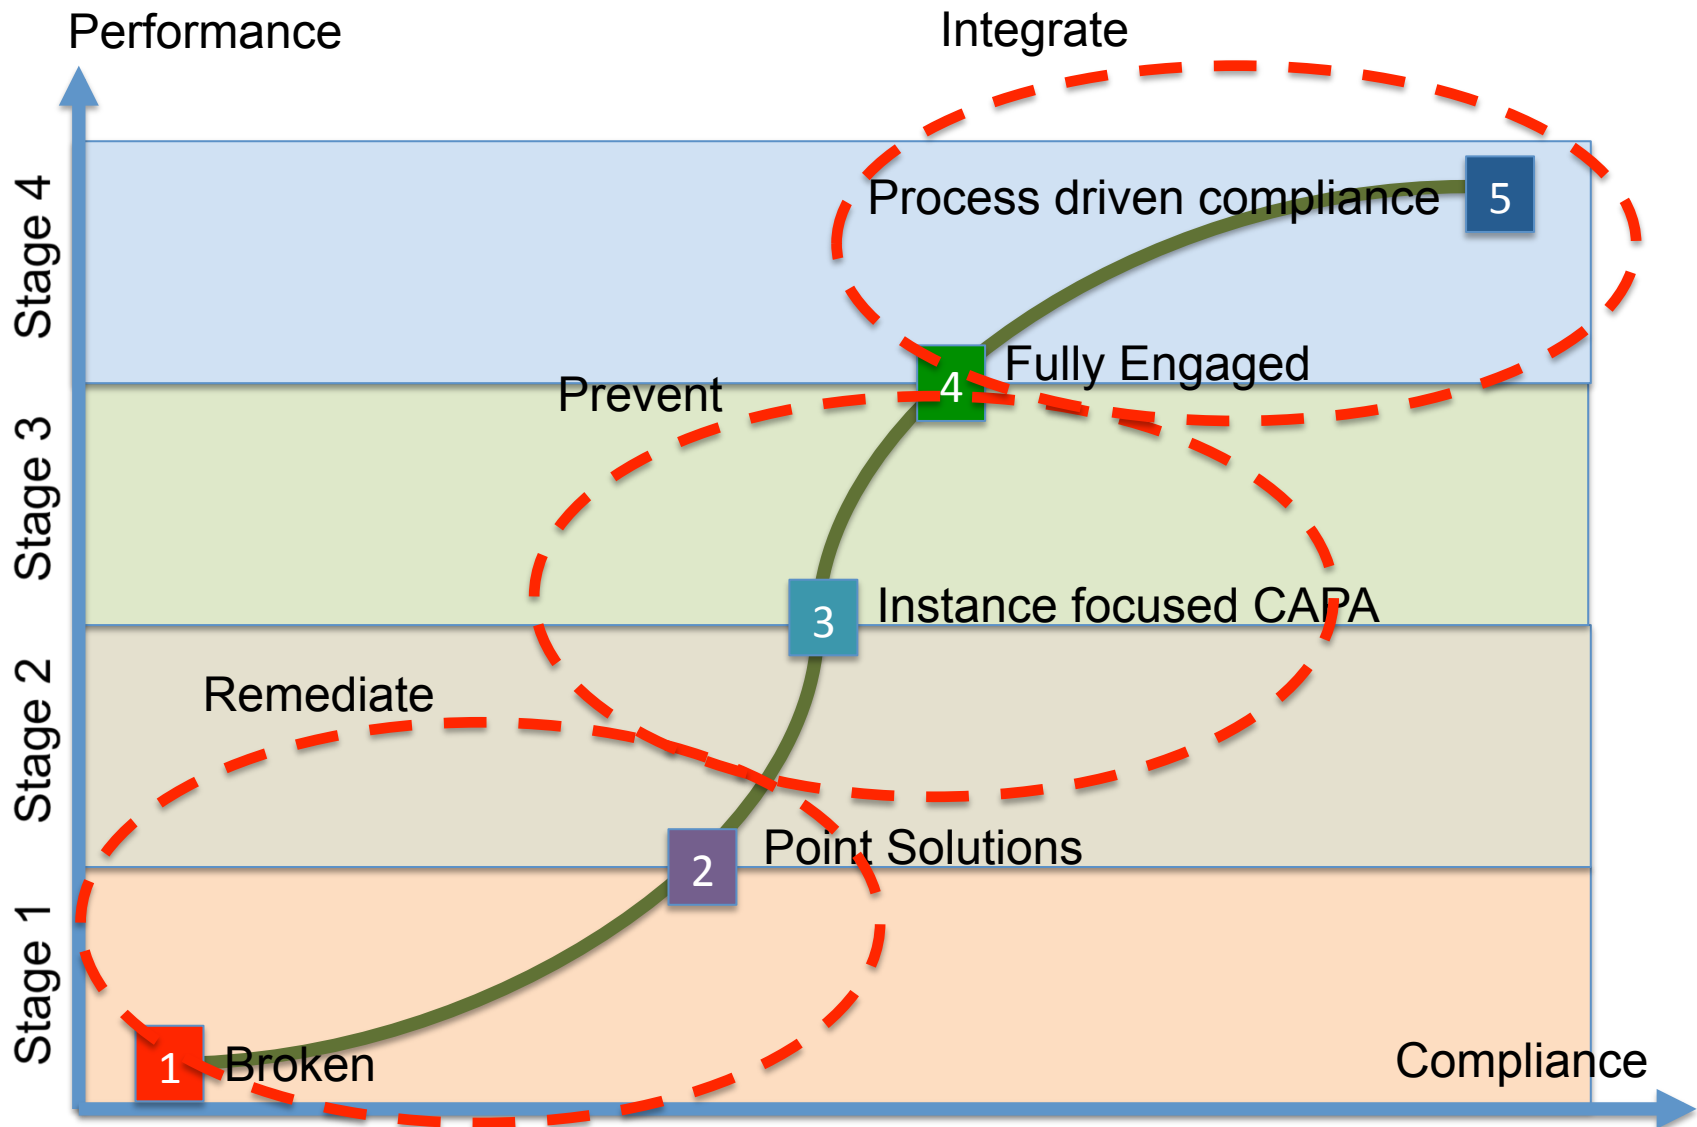 Performance
Integrate
Stage 4
Process driven compliance
5
4
Fully Engaged
Prevent
Stage 3
3
Instance focused CAPA
Stage 2
Remediate
2
Point Solutions
Stage 1
1
Broken
Compliance